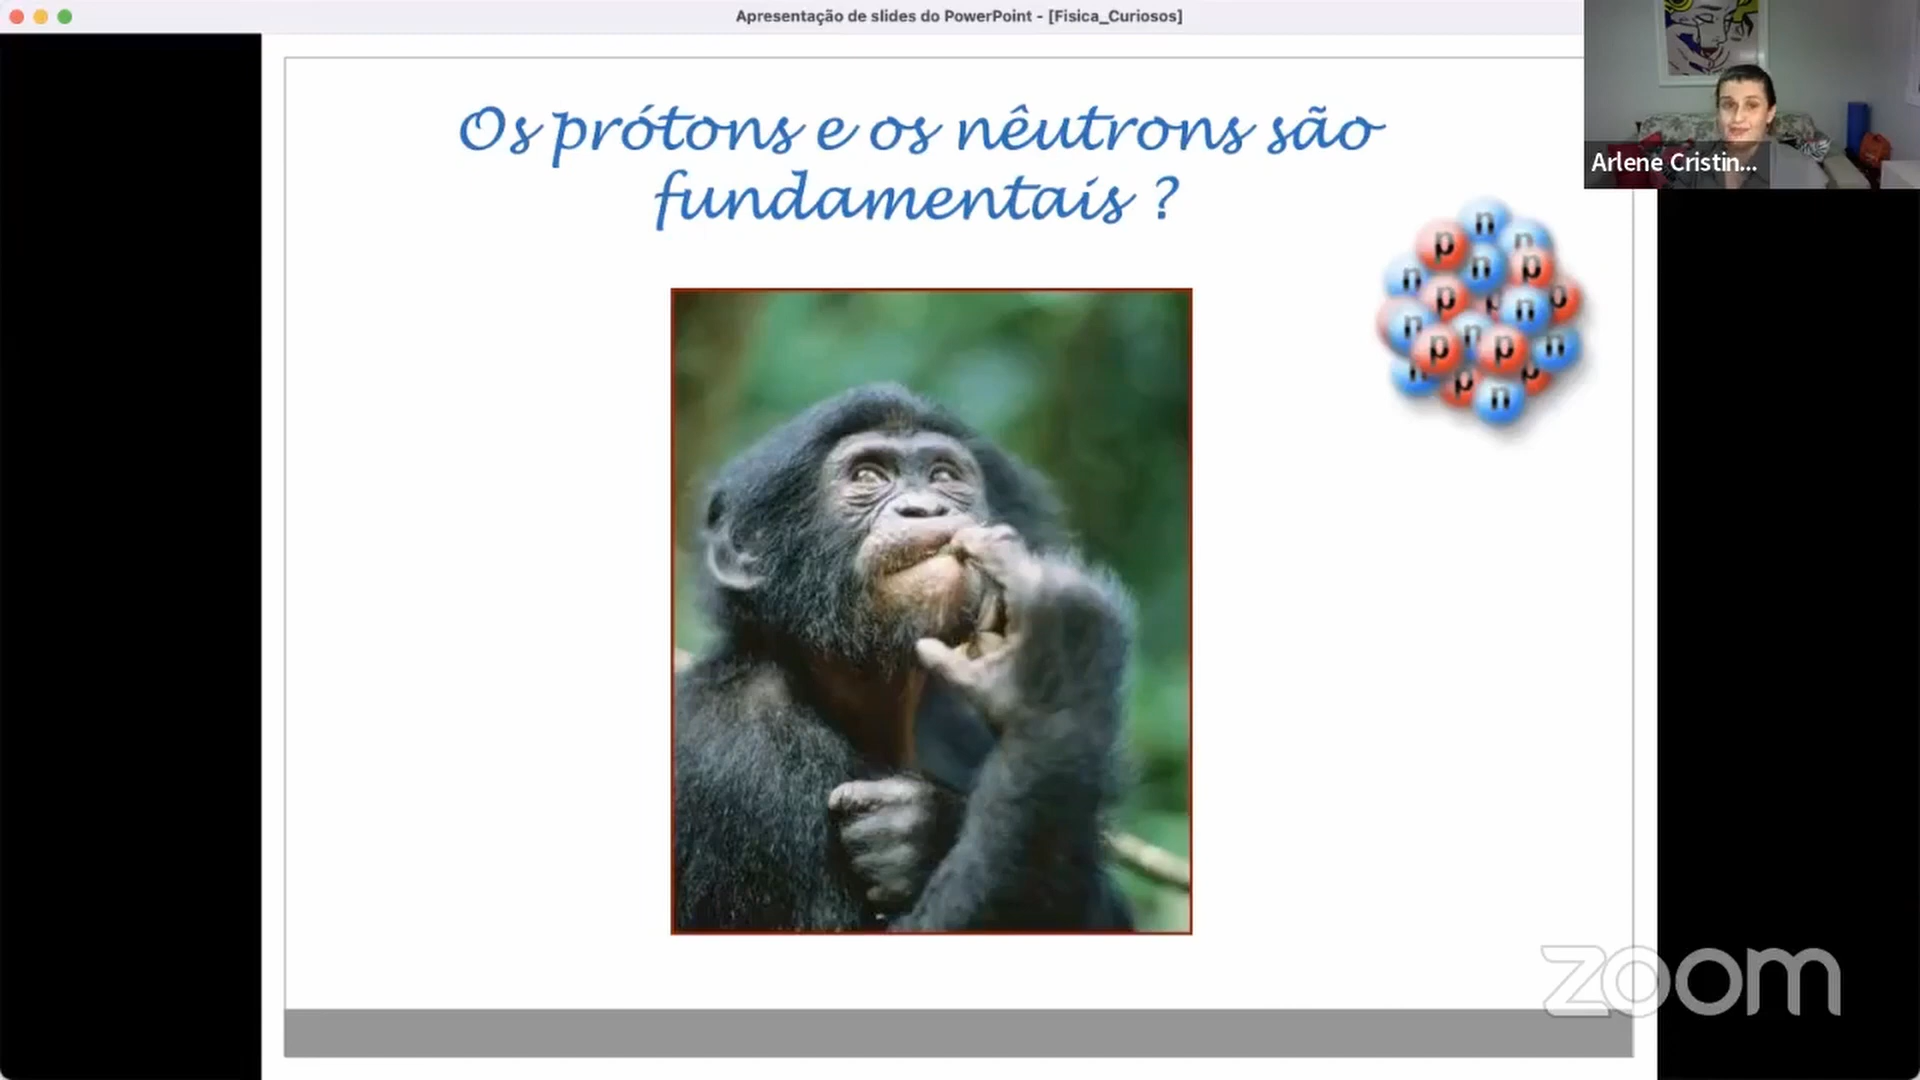 Apresentação de slides do PowerPoint - [Fisica_Curiosos]
Arlene Cristin...
Os prótons e os nêutrons são
fundamentais ?
n
p
n
n
n
p
p
p
n
p
n
n
p
p
n
n
p
p
n
zoom